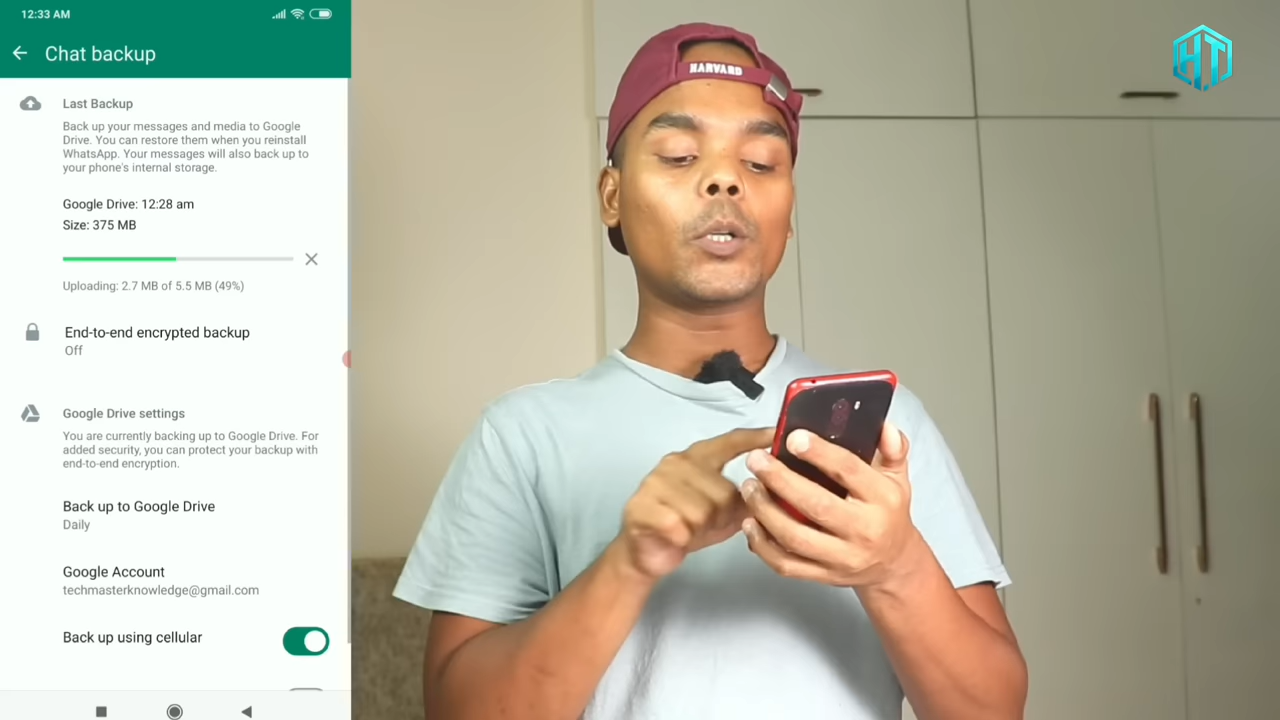 12:33 AM
Chat backup
Last Backup
Back up your messages and media to Google
Drive. You can restore them when you reinstall
WhatsApp. Your messages will also back up to
your phone's internal storage.
Google Drive: 12:28 am
Size: 375 MB
Uploading: 2.7 MB of 5.5 MB (49%)
End-to-end encrypted backup
Off
Google Drive settings
You are currently backing up to Google Drive. For
added security, you can protect your backup with
end-to-end encryption.
Back up to Google Drive
Daily
Google Account
techmasterknowledge@gmail.com
Back up using cellular
HARVARD
HT